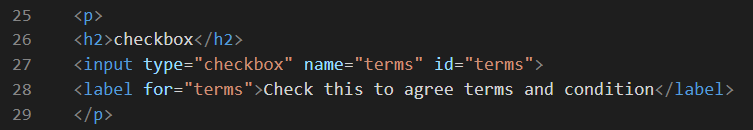 25 <p>
26 <h2>checkbox</h2>
27 <input type="checkbox" name="terms" id="terms">
28 <label for="terms">Check this to agree terms and condition</label>
29 </p>